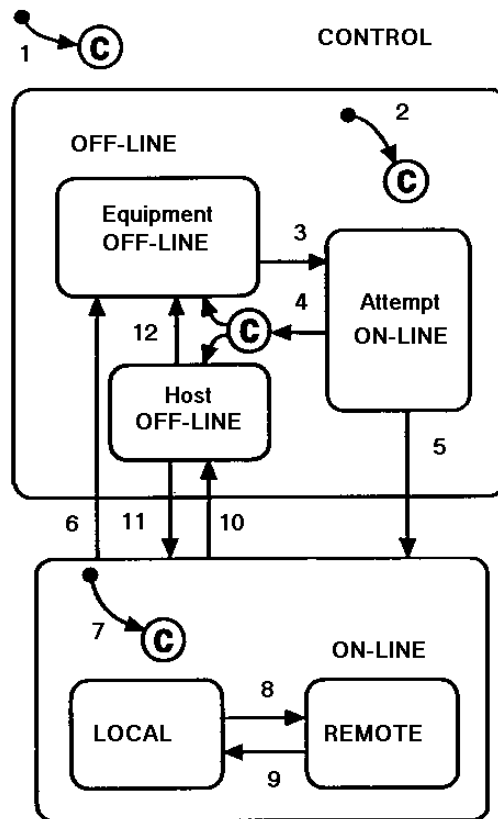 1
C
CONTROL
2
OFF-LINE
C
Equipment
OFF-LINE
3
4
Attempt
ON-LINE
12
C
Host
OFF-LINE
5
6
11
10
7
C
ON-LINE
8
LOCAL
REMOTE
9